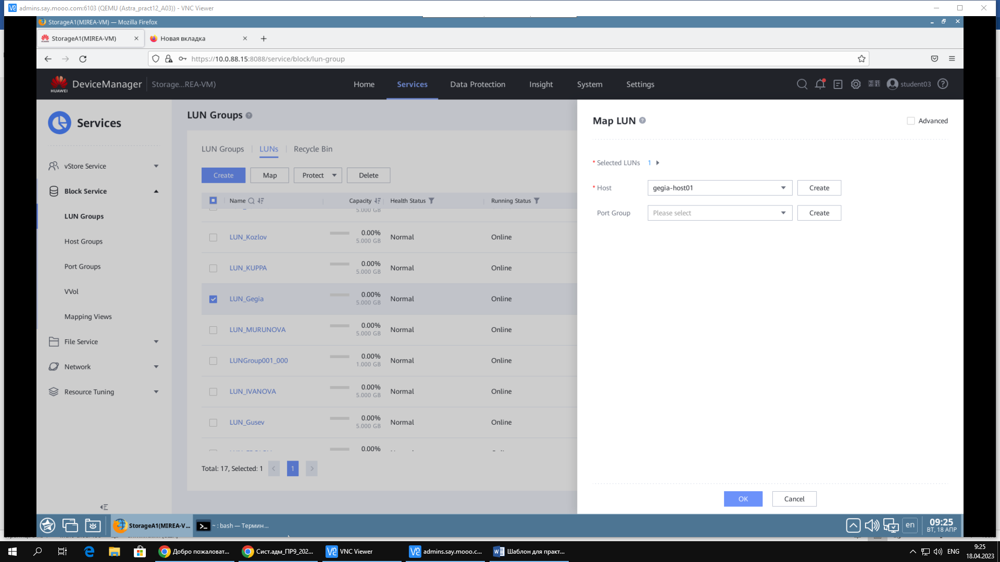 admins.say.mooo.com:6103 (QEMU (Astra_pract12_A03)) - VNC Viewer
StorageA1(MIREA-VM) — Mozilla Firefox
StorageA1(MIREA-VM)
Новая вкладка
https://10.0.88.15:8088/service/block/lun-group
HUAWEI
DeviceManager
Storage...REA-VM)
Home
Services
Data Protection
Insight
System
Settings
student03
Services
vStore Service
Block Service
LUN Groups
Host Groups
Port Groups
VVol
Mapping Views
File Service
Network
Resource Tuning
LUN Groups
LUN Groups
LUNs
Recycle Bin
Create
Map
Protect
Delete
Name
Capacity
Health Status
Running Status
5.000 GB
LUN_Kozlov 0.00% Normal Online
5.000 GB
LUN_KUPPA 0.00% Normal Online
5.000 GB
LUN_Gegia 0.00% Normal Online
5.000 GB
LUN_MURUNOVA 0.00% Normal Online
5.000 GB
LUNGroup001_000 0.00% Normal Online
1.000 GB
LUN_IVANOVA 0.00% Normal Online
5.000 GB
LUN_Gusev 0.00% Normal Online
5.000 GB
0.00%
Total: 17, Selected: 1
1
Map LUN
Advanced
* Selected LUNs 1
* Host gegia-host01 Create
Port Group Please select Create
OK
Cancel
StorageA1(MIREA-V...
~ : bash — Термин...
en
09:25
ВТ, 18 АПР
Добро пожаловат...
Сист.адм_ПР9_202...
VNC Viewer
admins.say.mooo.c...
Шаблон для практ...
ENG
9:25
18.04.2023